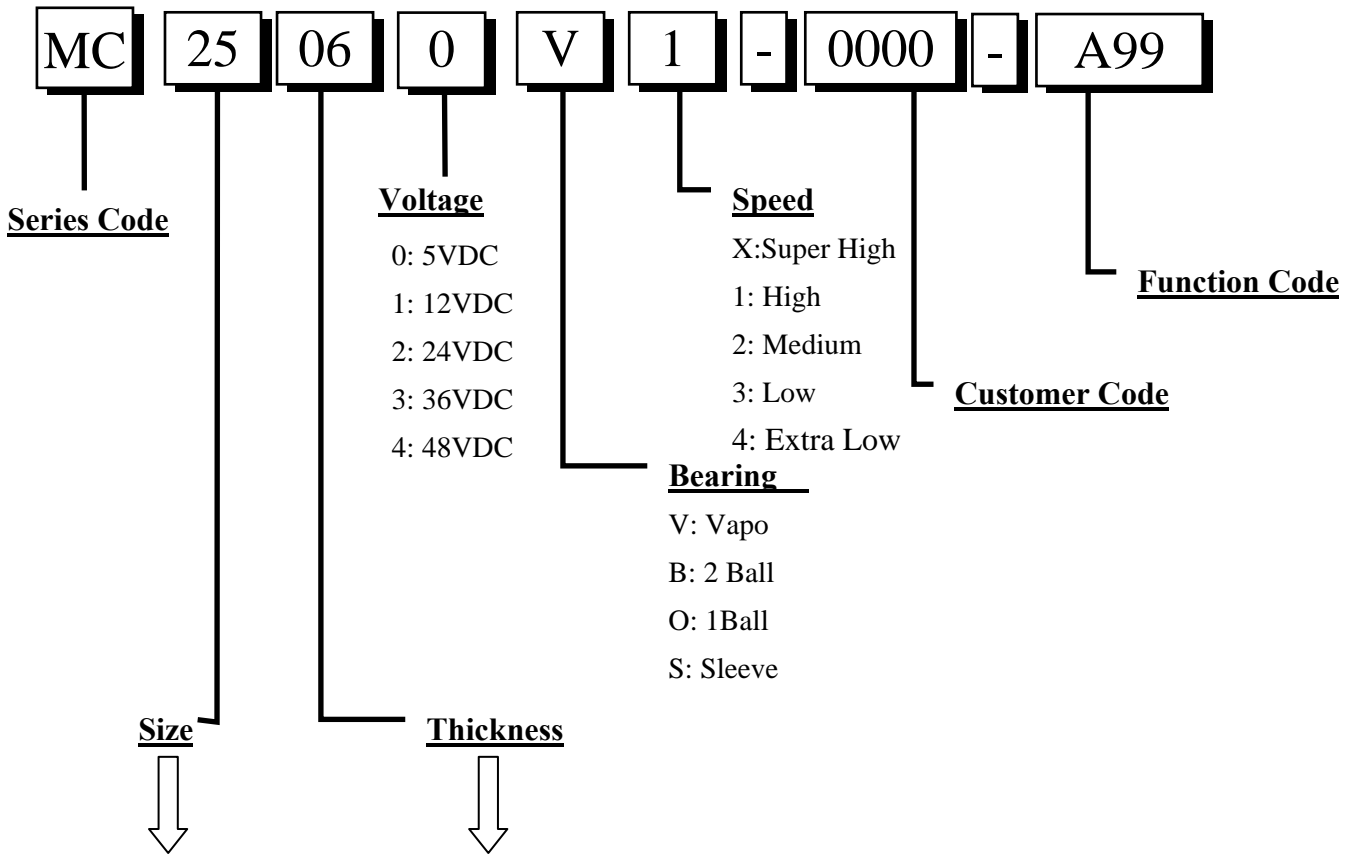 MC 25 06 0 V 1 - 0000 - A99
Series Code
Voltage
0: 5VDC
1: 12VDC
2: 24VDC
3: 36VDC
4: 48VDC
Speed
X:Super High
1: High
2: Medium
3: Low
4: Extra Low
Function Code
Customer Code
Bearing
V: Vapo
B: 2 Ball
O: 1Ball
S: Sleeve
Size
Thickness